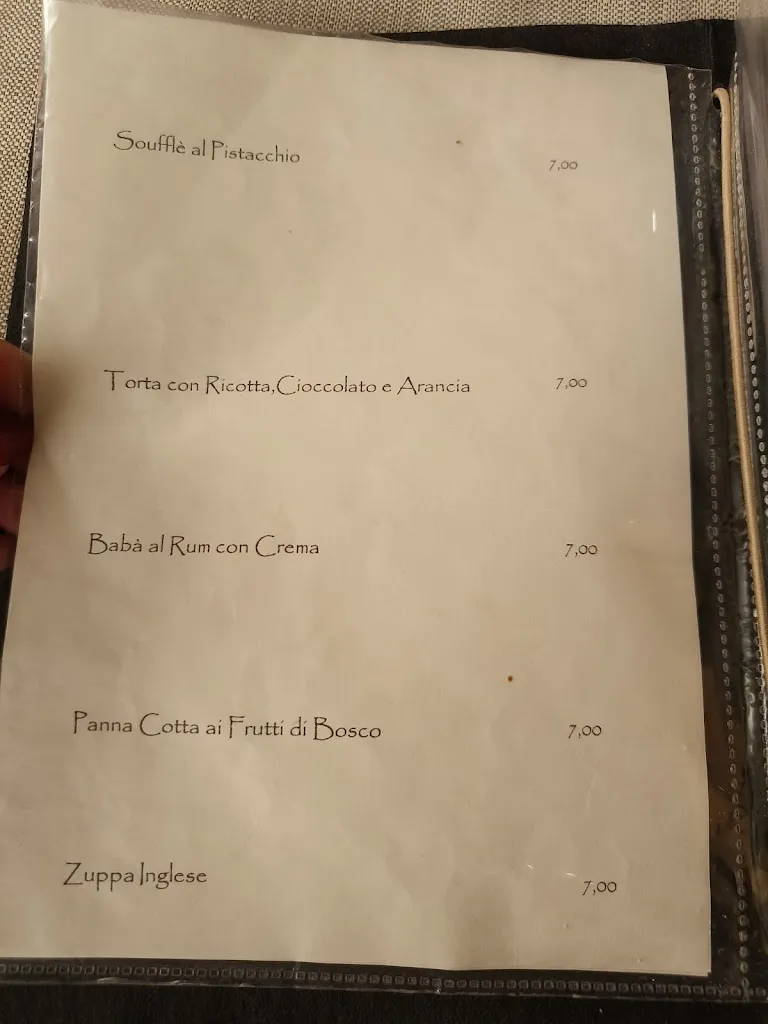 Soufflè al Pistacchio 7,00
Torta con Ricotta,Cioccolato e Arancia 7,00
Babà al Rum con Crema 7,00
Panna Cotta ai Frutti di Bosco 7,00
Zuppa Inglese 7,00